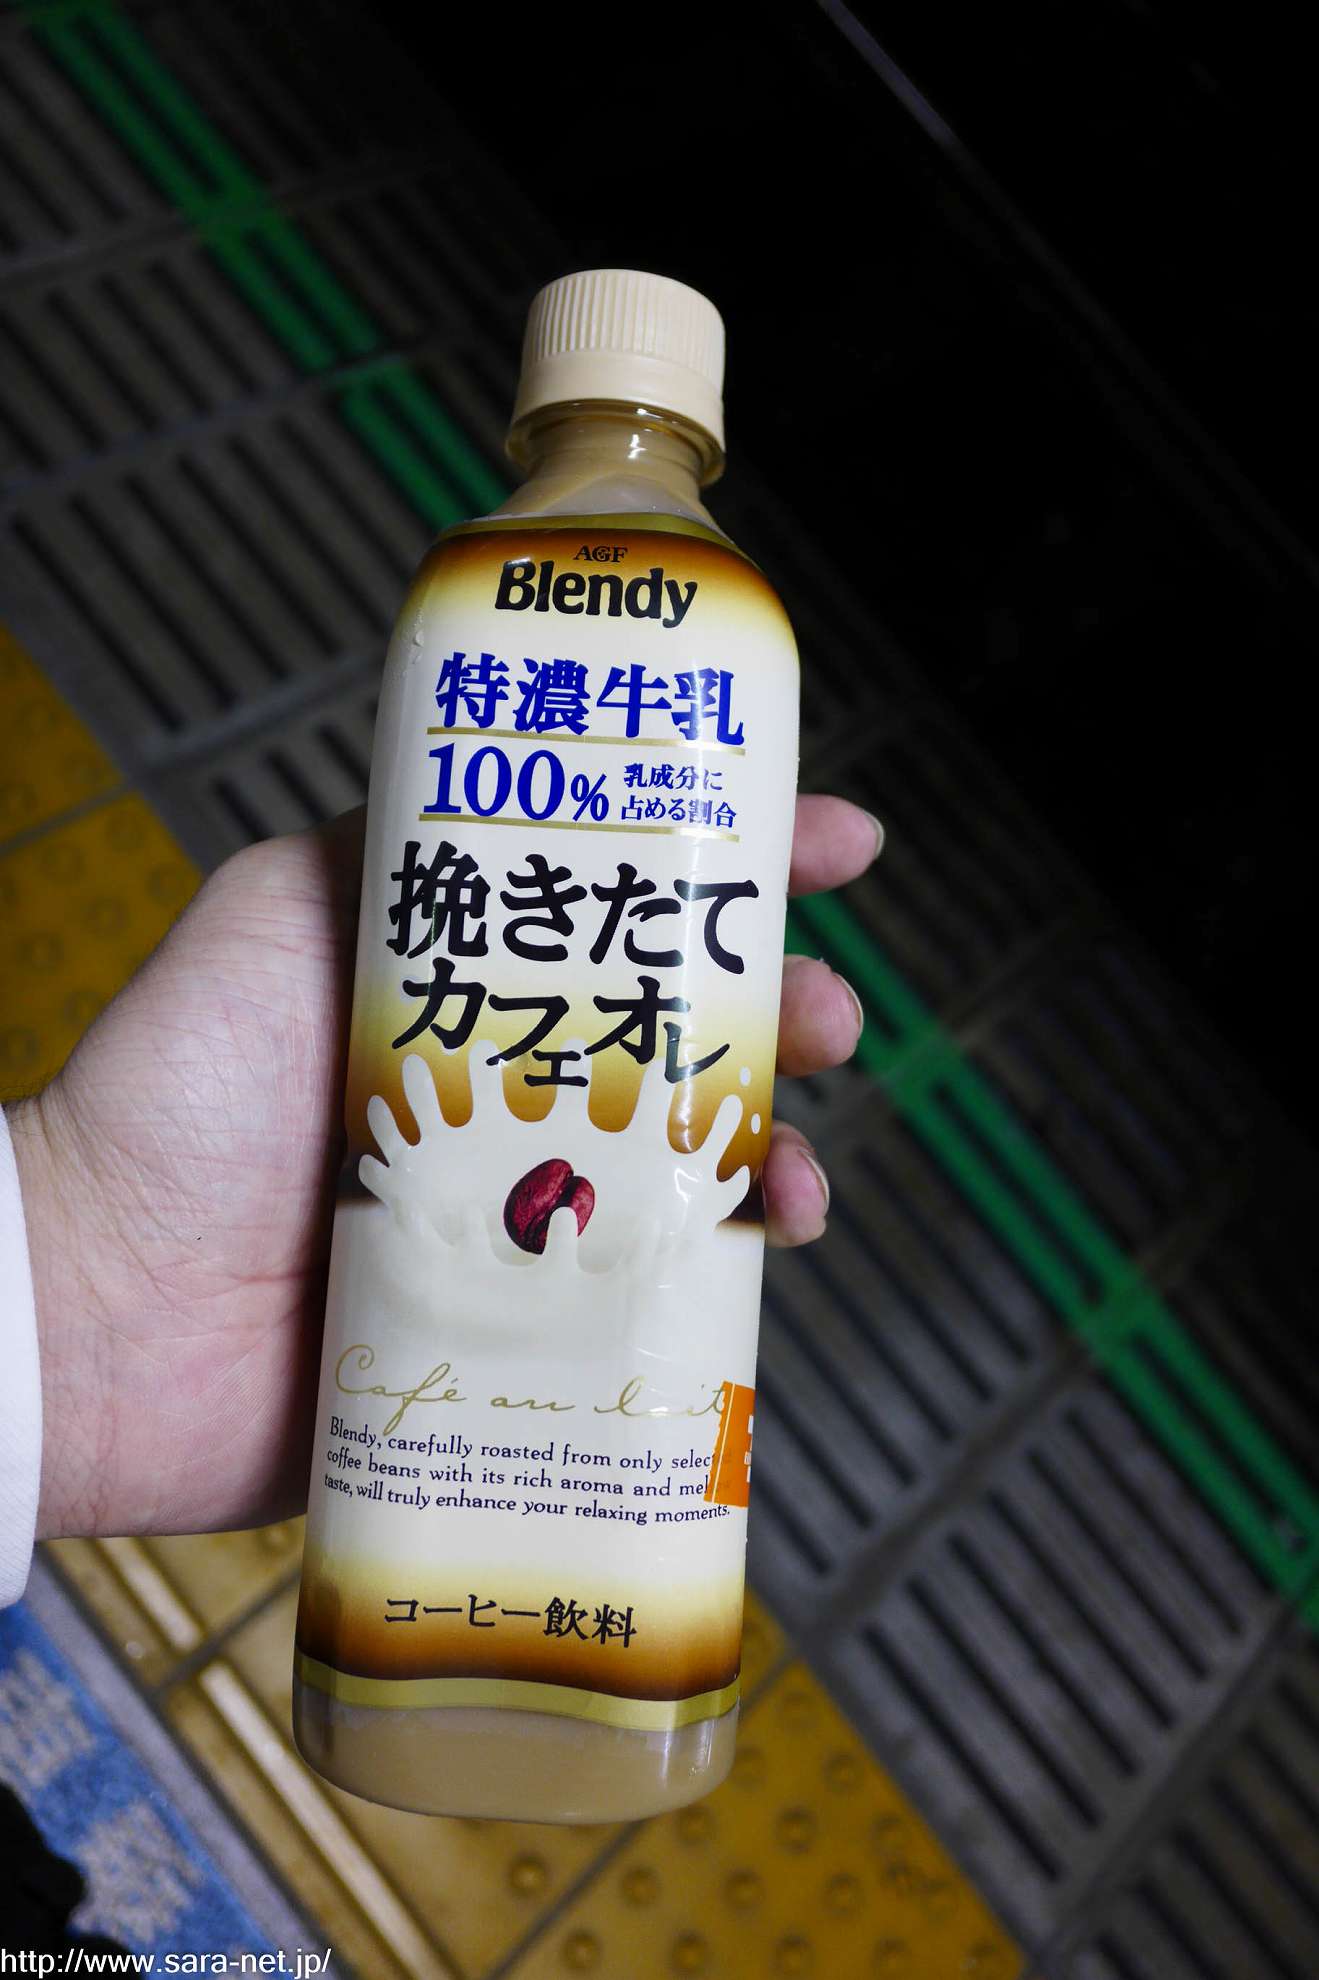 AGF
Blendy
特濃牛乳
100% 乳成分に
占める割合
挽きたて
カフェオレ
Café au lait
Blendy, carefully roasted from only
coffee beans with its rich aroma and
taste, will truly enhance your relaxing moments.
コーヒー飲料
http://www.sara-net.jp/